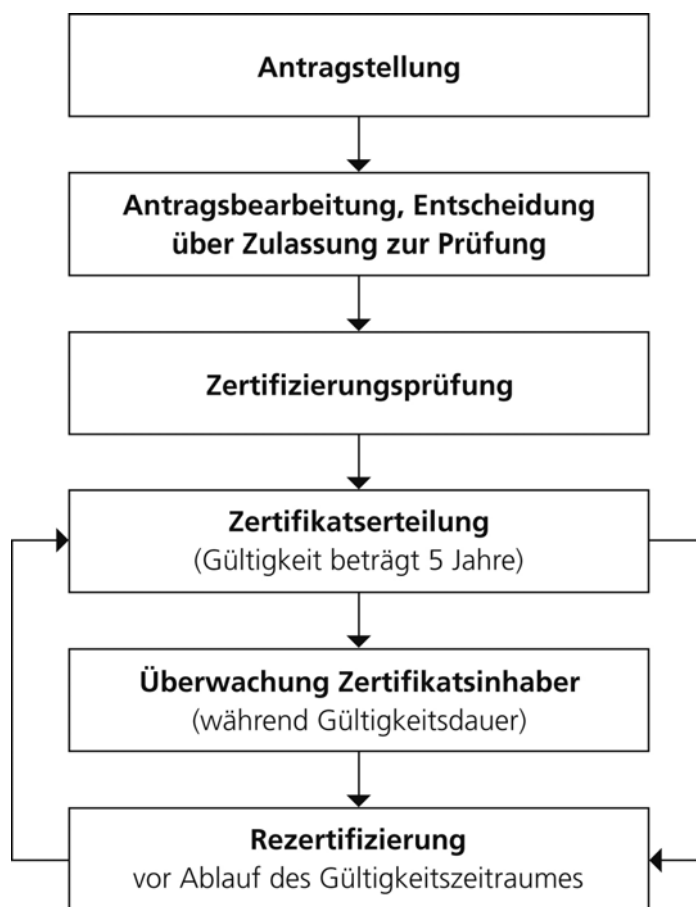 Antragstellung
Antragsbearbeitung, Entscheidung
über Zulassung zur Prüfung
Zertifizierungsprüfung
Zertifikatserteilung
(Gültigkeit beträgt 5 Jahre)
Überwachung Zertifikatsinhaber
(während Gültigkeitsdauer)
Rezertifizierung
vor Ablauf des Gültigkeitszeitraumes